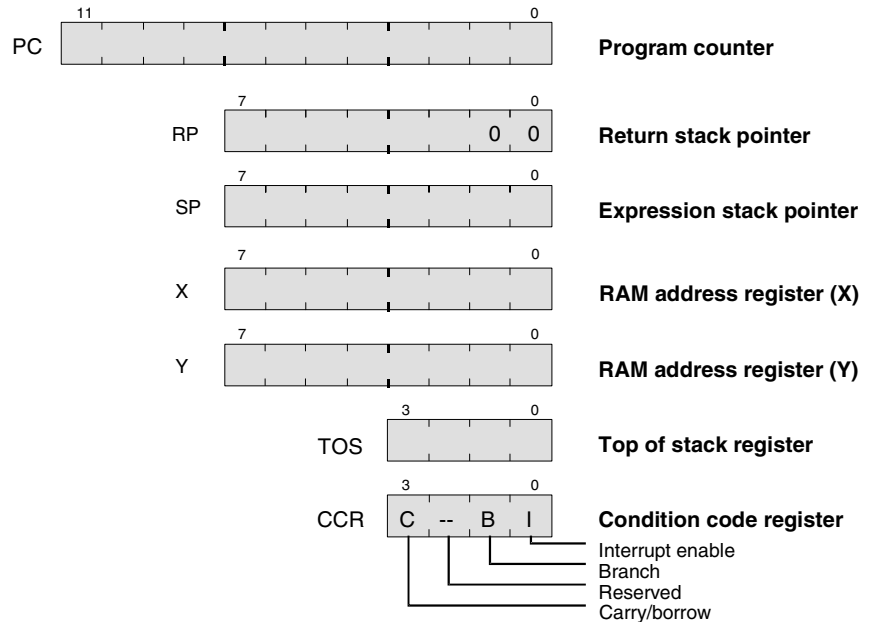 11 0
PC Program counter
7 0
RP 0 0 Return stack pointer
7 0
SP Expression stack pointer
7 0
X RAM address register (X)
7 0
Y RAM address register (Y)
3 0
TOS Top of stack register
3 0
CCR C -- B I Condition code register
Interrupt enable
Branch
Reserved
Carry/borrow